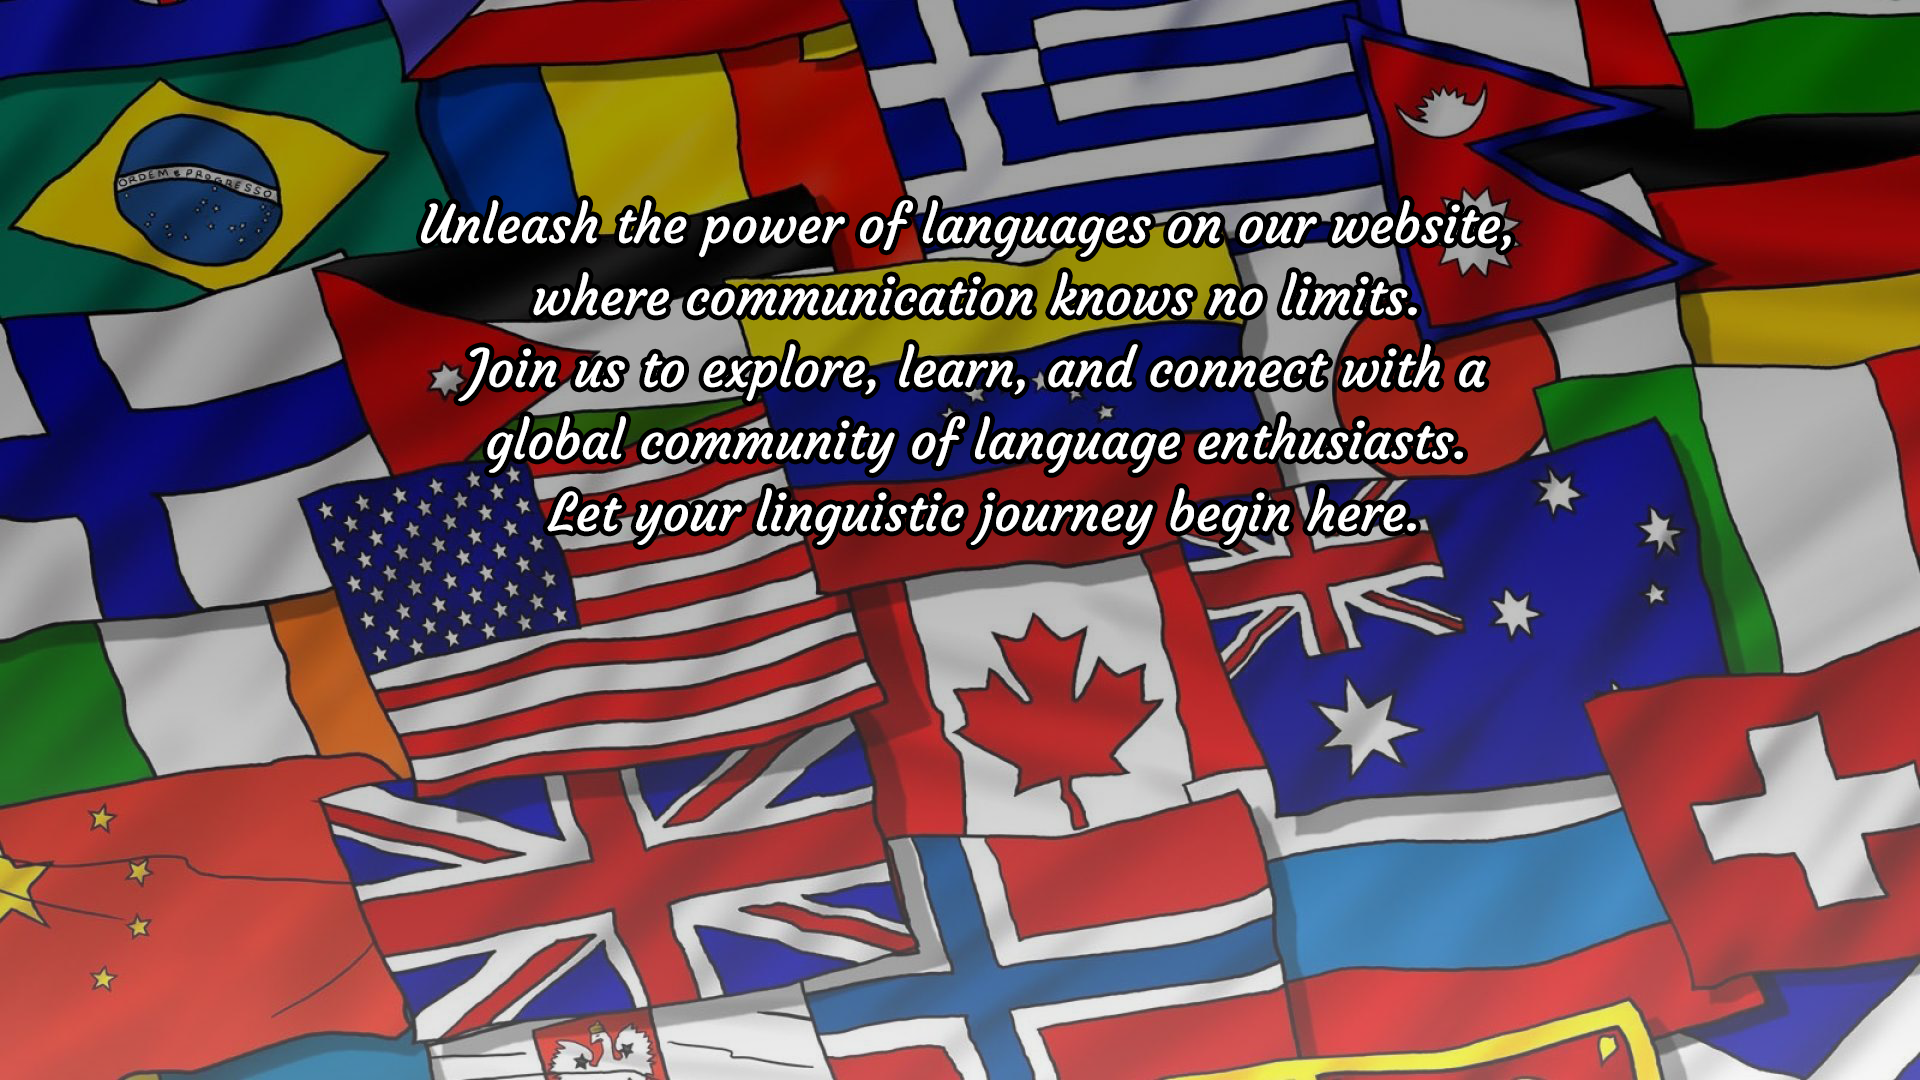 ORDEM E PROGRESSO
Unleash the power of languages on our website,
where communication knows no limits.
Join us to explore, learn, and connect with a
global community of language enthusiasts.
Let your linguistic journey begin here.